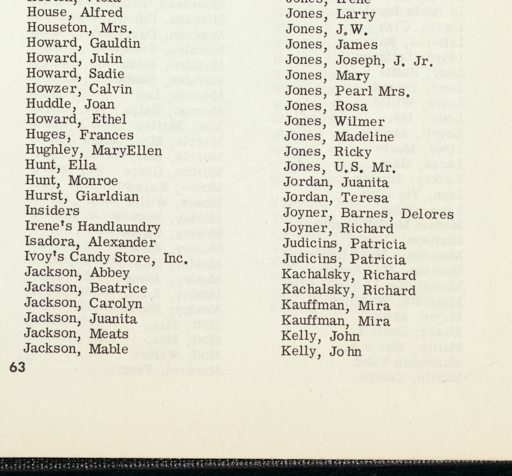 House, Alfred
Houseton, Mrs.
Howard, Gauldin
Howard, Julin
Howard, Sadie
Howzer, Calvin
Huddle, Joan
Howard, Ethel
Huges, Frances
Hughley, MaryEllen
Hunt, Ella
Hunt, Monroe
Hurst, Giarldian
Insiders
Irene's Handlaundry
Isadora, Alexander
Ivoy's Candy Store, Inc.
Jackson, Abbey
Jackson, Beatrice
Jackson, Carolyn
Jackson, Juanita
Jackson, Meats
Jackson, Mable
Jones, Irene
Jones, Larry
Jones, J.W.
Jones, James
Jones, Joseph, J. Jr.
Jones, Mary
Jones, Pearl Mrs.
Jones, Rosa
Jones, Wilmer
Jones, Madeline
Jones, Ricky
Jones, U.S. Mr.
Jordan, Juanita
Jordan, Teresa
Joyner, Barnes, Delores
Joyner, Richard
Judicins, Patricia
Judicins, Patricia
Kachalsky, Richard
Kachalsky, Richard
Kauffman, Mira
Kauffman, Mira
Kelly, John
Kelly, John
63